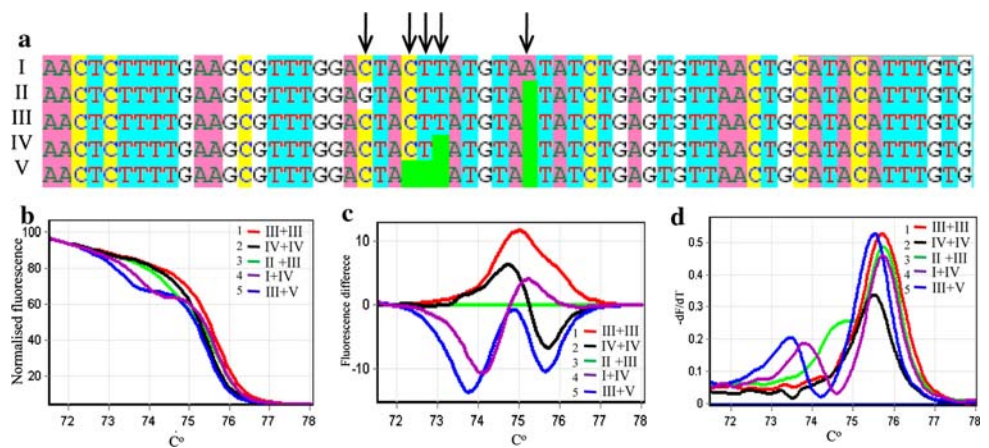 a
I AACTCTTTTGAAGCGTTTGGACTACTTATGTAATATCTGAGTGTTAACTGCATACATTTGTG
II AACTCTTTTGAAGCGTTTGGAGTACTTATGTA TATCTGAGTGTTAACTGCATACATTTGTG
III AACTCTTTTGAAGCGTTTGGACTACTTATGTA TATCTGAGTGTTAACTGCATACATTTGTG
IV AACTCTTTTGAAGCGTTTGGACTACT ATGTA TATCTGAGTGTTAACTGCATACATTTGTG
V AACTCTTTTGAAGCGTTTGGACTA ATGTA TATCTGAGTGTTAACTGCATACATTTGTG
b
Normalised fluorescence
100
80
60
40
20
72 73 74 75 76 77 78
C°
1 III+III
2 IV+IV
3 II +III
4 I+IV
5 III+V
c
Fluorescence differece
10
0
-10
72 73 74 75 76 77 78
C°
1 III+III
2 IV+IV
3 II +III
4 I+IV
5 III+V
d
-dF/dT
0.5
0.4
0.3
0.2
0.1
0
72 73 74 75 76 77 78
C°
1 III+III
2 IV+IV
3 II +III
4 I+IV
5 III+V